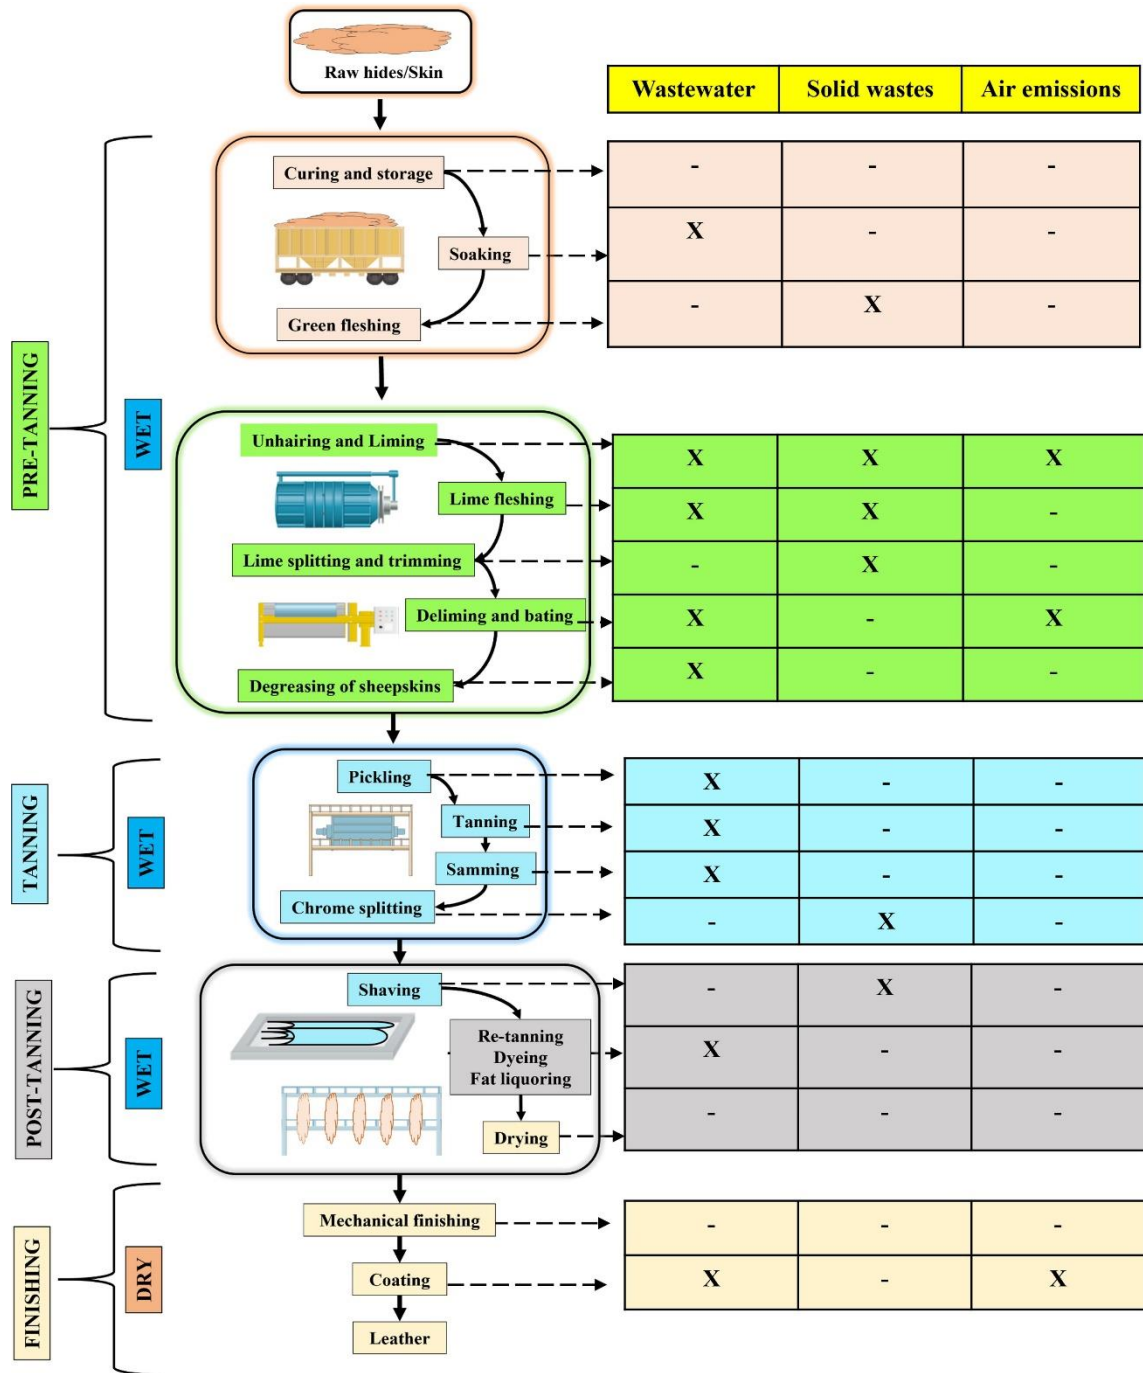 Raw hides/Skin
Wastewater Solid wastes Air emissions
PRE-TANNING
WET
Curing and storage - - -
Soaking X - -
Green fleshing - X -
Unhairing and Liming X X X
Lime fleshing X X -
Lime splitting and trimming - X -
Deliming and bating X - X
Degreasing of sheepskins X - -
TANNING
WET
Pickling X - -
Tanning X - -
Samming X - -
Chrome splitting - X -
POST-TANNING
WET
Shaving - X -
Re-tanning
Dyeing X - -
Fat liquoring
Drying - - -
FINISHING
DRY
Mechanical finishing - - -
Coating X - X
Leather